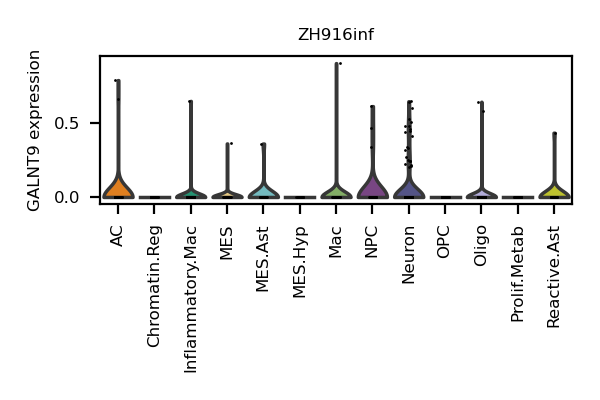 ZH916inf
GALNT9 expression
0.5
0.0
AC
Chromatin.Reg
Inflammatory.Mac
MES
MES.Ast
MES.Hyp
Mac
NPC
Neuron
OPC
Oligo
Prolif.Metab
Reactive.Ast